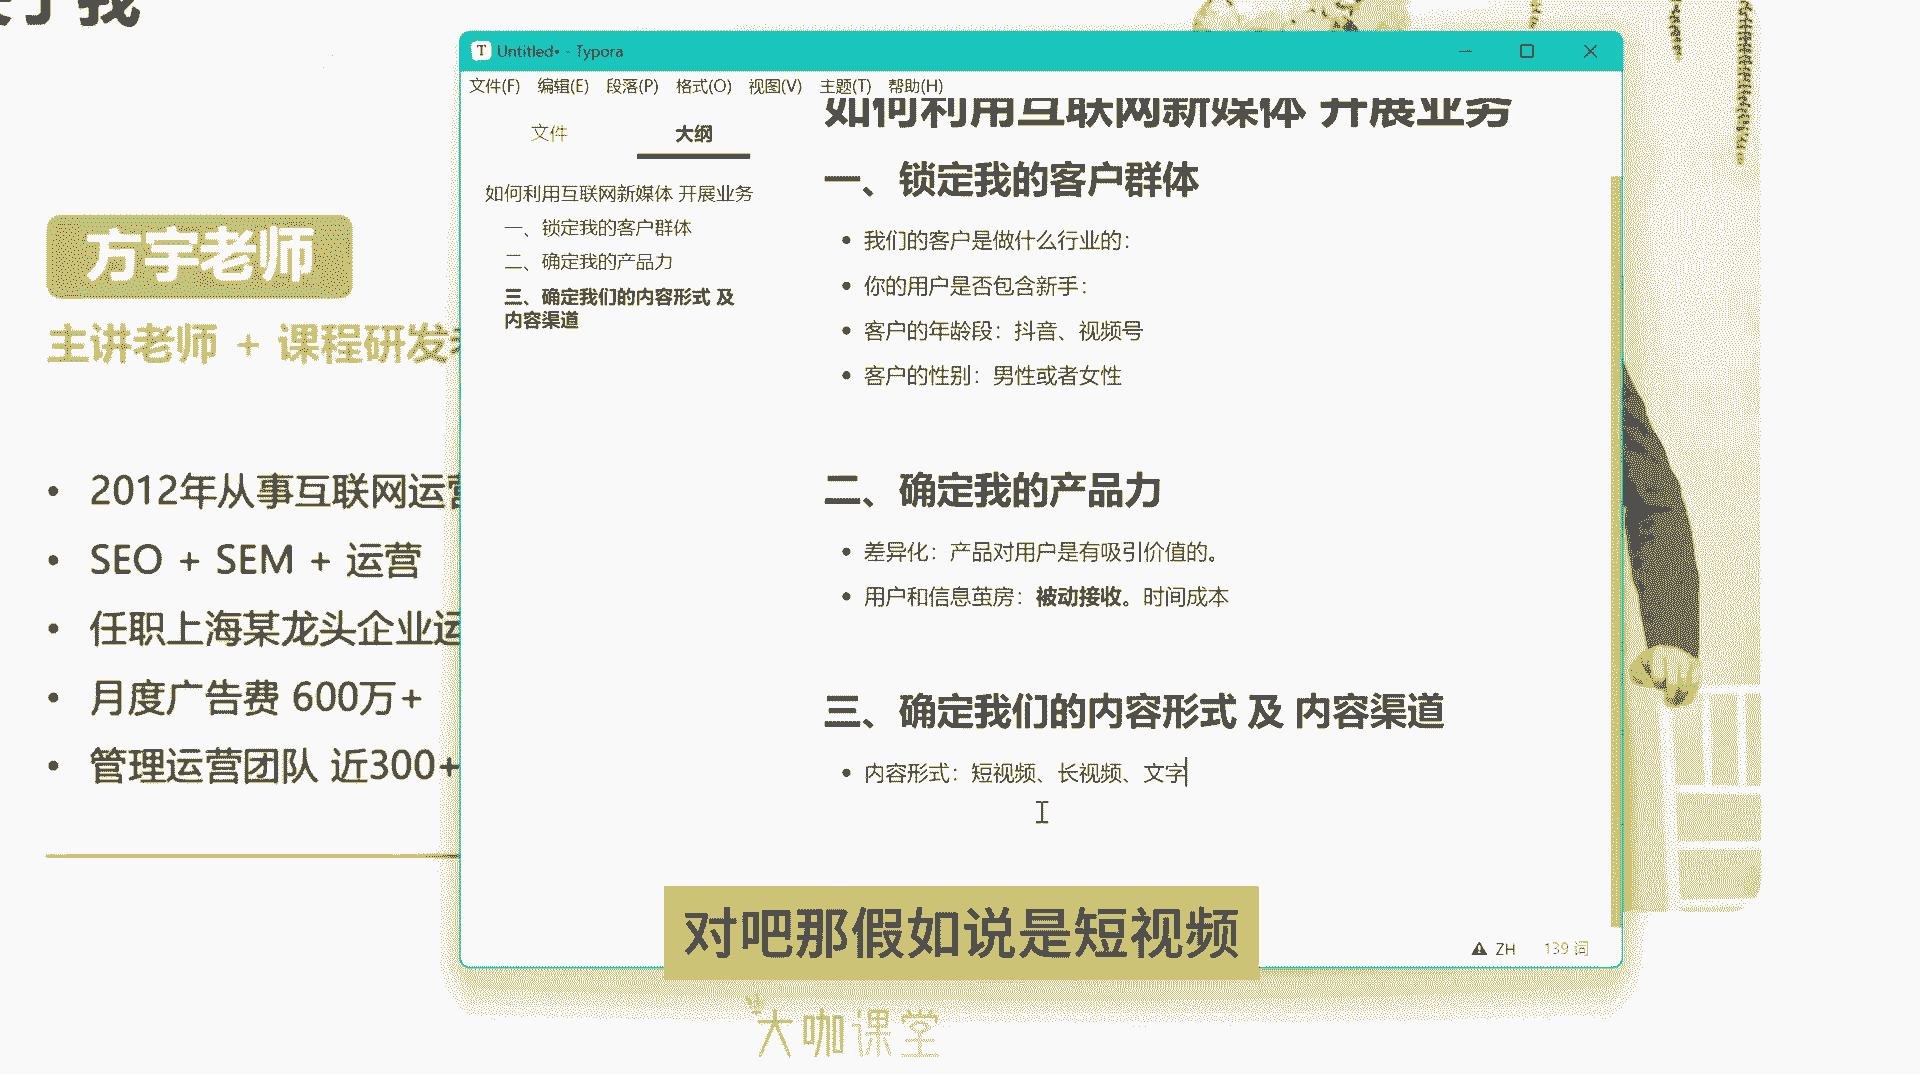 Untitled• - Typora
文件(F) 编辑(E) 段落(P) 格式(O) 视图(V) 主题(T) 帮助(H)
文件 大纲
如何利用互联网新媒体 开展业务
一、锁定我的客户群体
二、确定我的产品力
三、确定我们的内容形式 及
内容渠道
如何利用互联网新媒体 开展业务
一、锁定我的客户群体
• 我们的客户是做什么行业的：
• 你的用户是否包含新手：
• 客户的年龄段：抖音、视频号
• 客户的性别：男性或者女性
二、确定我的产品力
• 差异化：产品对用户是有吸引价值的。
• 用户和信息茧房：被动接收。时间成本
三、确定我们的内容形式 及 内容渠道
• 内容形式：短视频、长视频、文字
ZH 139 词
方宇老师
主讲老师 + 课程研发
• 2012年从事互联网运营
• SEO + SEM + 运营
• 任职上海某龙头企业运
• 月度广告费 600万+
• 管理运营团队 近300+
对吧那假如说是短视频
大咖课堂